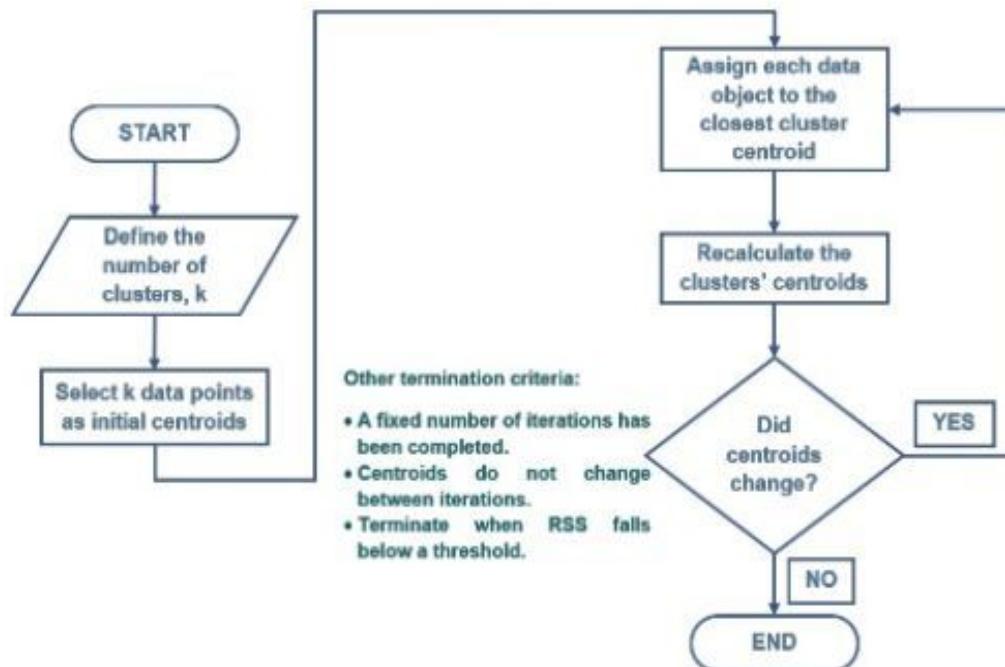 START
Define the
number of
clusters, k
Select k data points
as initial centroids
Assign each data
object to the
closest cluster
centroid
Recalculate the
clusters' centroids
Did
centroids
change?
YES
NO
END
Other termination criteria:
• A fixed number of iterations has
been completed.
• Centroids do not change
between iterations.
• Terminate when RSS falls
below a threshold.